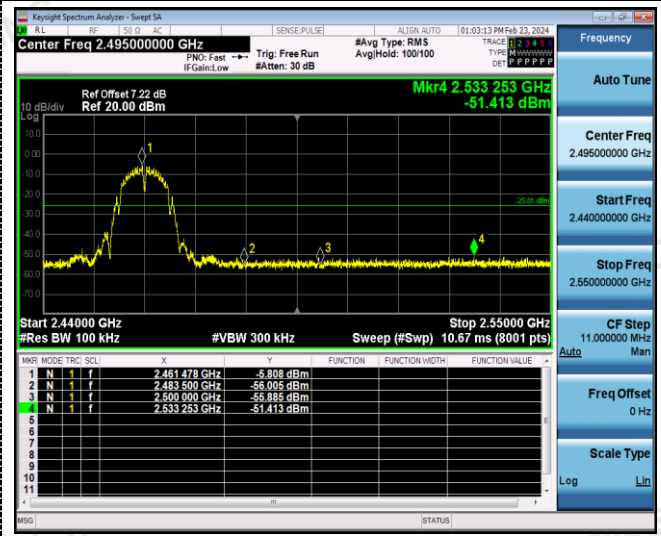 Keysight Spectrum Analyzer - Swept SA
RL RF 50 Ω AC SENSE:PULSE ALIGN AUTO 01:03:13 PM Feb 23, 2024
Center Freq 2.495000000 GHz
PNO: Fast
IFGain:Low
Trig: Free Run
#Atten: 30 dB
#Avg Type: RMS
Avg|Hold: 100/100
TRACE 1 2 3 4 5 6
TYPE M W W W W W
DET P P P P P P
Ref Offset 7.22 dB
Ref 20.00 dBm
10 dB/div
Log
Mkr4 2.533 253 GHz
-51.413 dBm
10.0
0.00
-10.0
-20.0
-30.0
-40.0
-50.0
-60.0
-70.0
1
2
3
4
-25.81 dBm
Start 2.44000 GHz
Stop 2.55000 GHz
#Res BW 100 kHz
#VBW 300 kHz
Sweep (#Swp) 10.67 ms (8001 pts)
MKR MODE TRC SCL X Y FUNCTION FUNCTION WIDTH FUNCTION VALUE
1 N 1 f 2.461 478 GHz -5.808 dBm
2 N 1 f 2.483 500 GHz -56.005 dBm
3 N 1 f 2.500 000 GHz -55.885 dBm
4 N 1 f 2.533 253 GHz -51.413 dBm
5
6
7
8
9
10
11
MSG
STATUS
Frequency
Auto Tune
Center Freq
2.495000000 GHz
Start Freq
2.440000000 GHz
Stop Freq
2.550000000 GHz
CF Step
11.000000 MHz
Auto Man
Freq Offset
0 Hz
Scale Type
Log Lin